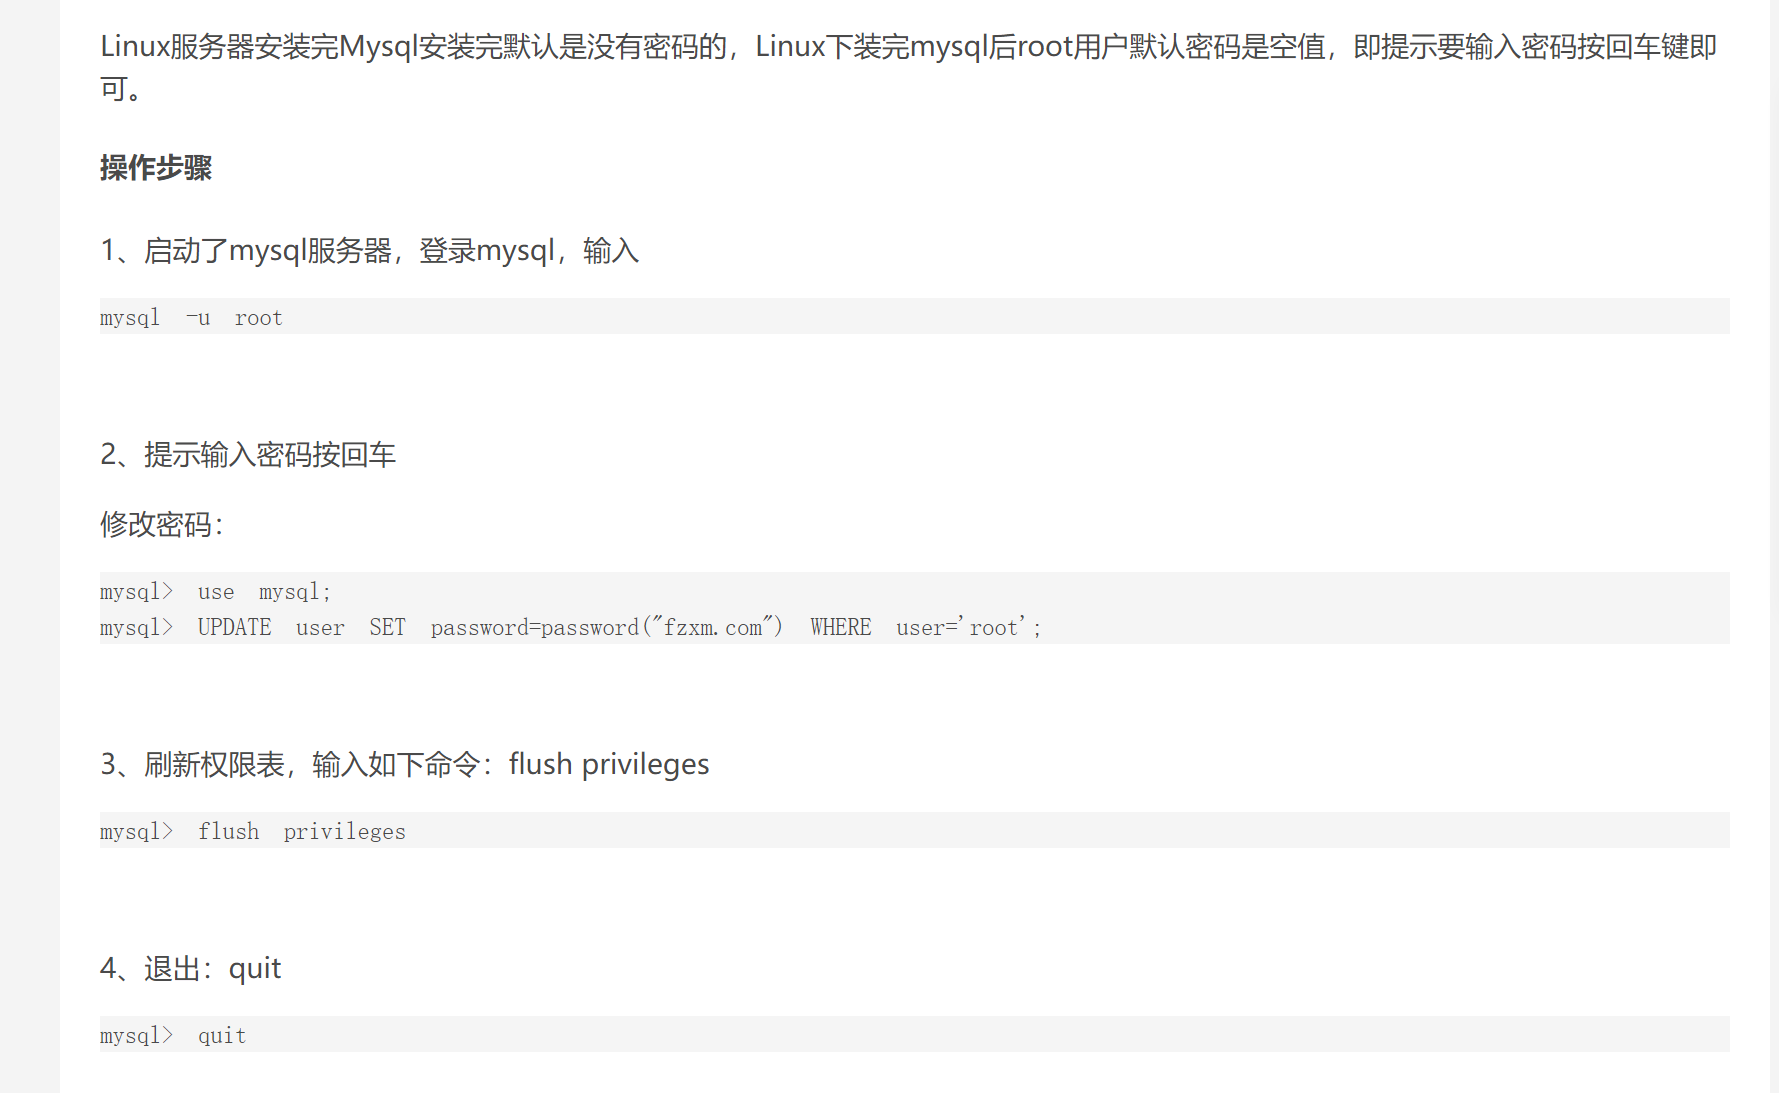 Linux服务器安装完Mysql安装完默认是没有密码的，Linux下装完mysql后root用户默认密码是空值，即提示要输入密码按回车键即
可。
操作步骤
1、启动了mysql服务器，登录mysql，输入
mysql -u root
2、提示输入密码按回车
修改密码：
mysql> use mysql;
mysql> UPDATE user SET password=password("fzxm.com") WHERE user='root';
3、刷新权限表，输入如下命令：flush privileges
mysql> flush privileges
4、退出：quit
mysql> quit